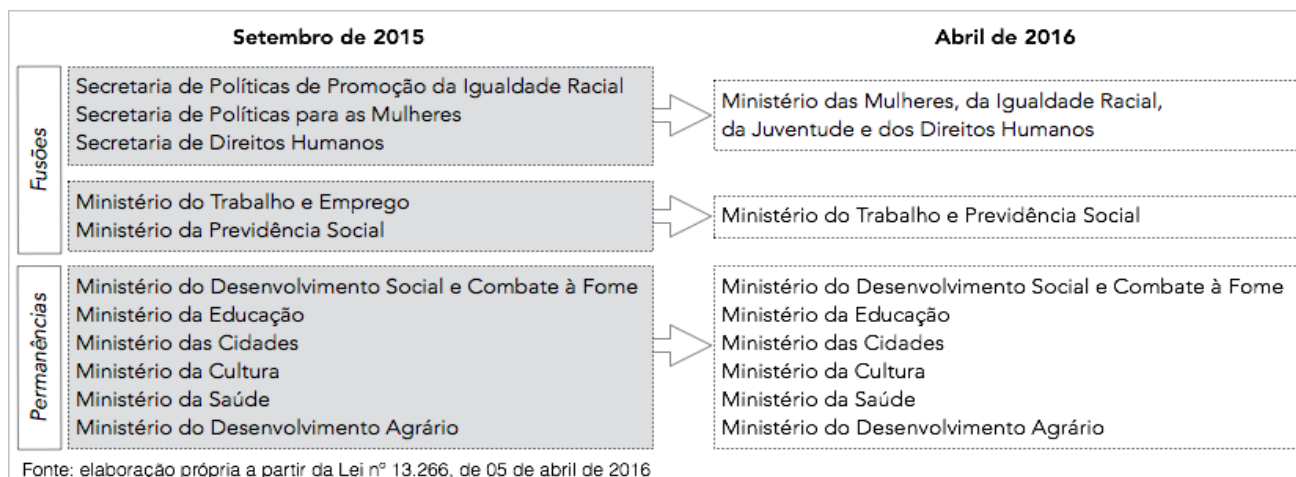 Setembro de 2015
Abril de 2016
Fusões
Secretaria de Políticas de Promoção da Igualdade Racial
Secretaria de Políticas para as Mulheres
Secretaria de Direitos Humanos
Ministério das Mulheres, da Igualdade Racial,
da Juventude e dos Direitos Humanos
Ministério do Trabalho e Emprego
Ministério da Previdência Social
Ministério do Trabalho e Previdência Social
Permanências
Ministério do Desenvolvimento Social e Combate à Fome
Ministério da Educação
Ministério das Cidades
Ministério da Cultura
Ministério da Saúde
Ministério do Desenvolvimento Agrário
Ministério do Desenvolvimento Social e Combate à Fome
Ministério da Educação
Ministério das Cidades
Ministério da Cultura
Ministério da Saúde
Ministério do Desenvolvimento Agrário
Fonte: elaboração própria a partir da Lei nº 13.266, de 05 de abril de 2016